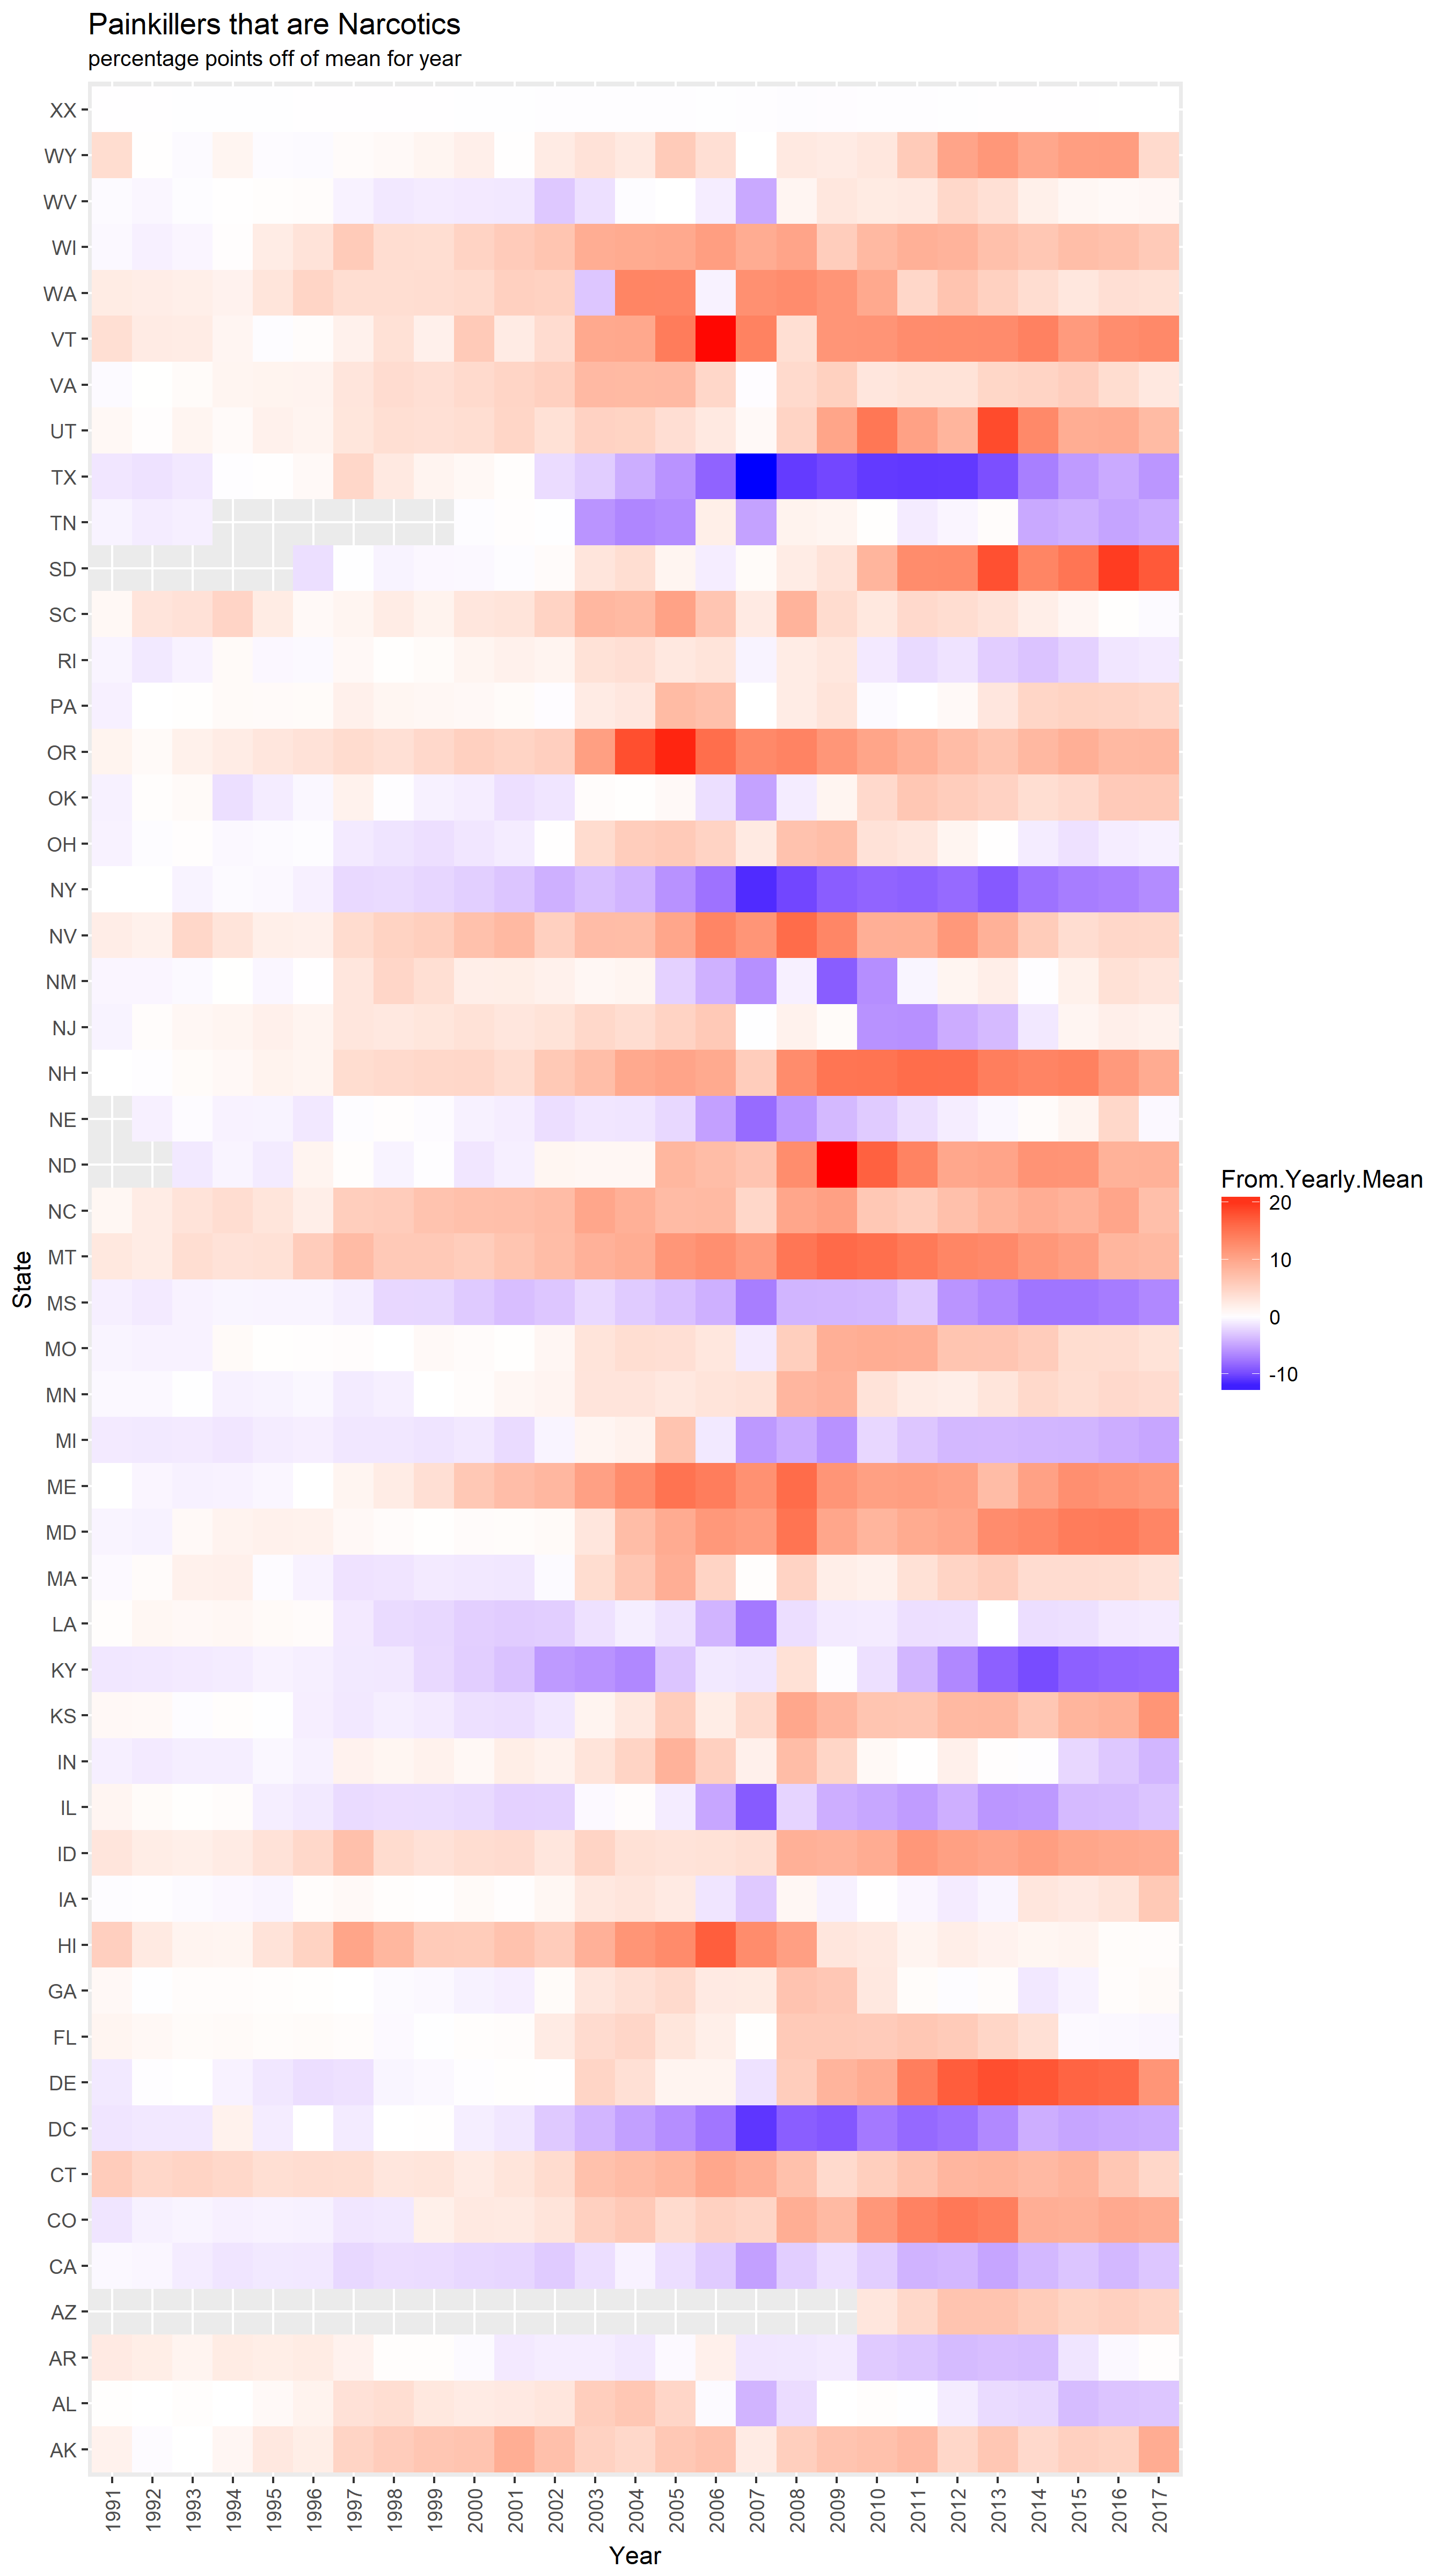 Painkillers that are Narcotics
percentage points off of mean for year
XX
WY
WV
WI
WA
VT
VA
UT
TX
TN
SD
SC
RI
PA
OR
OK
OH
NY
NV
NM
NJ
NH
NE
ND
NC
MT
MS
MO
MN
MI
ME
MD
MA
LA
KY
KS
IN
IL
ID
IA
HI
GA
FL
DE
DC
CT
CO
CA
AZ
AR
AL
AK
State
1991 1992 1993 1994 1995 1996 1997 1998 1999 2000 2001 2002 2003 2004 2005 2006 2007 2008 2009 2010 2011 2012 2013 2014 2015 2016 2017
Year
From.Yearly.Mean
20
10
0
-10